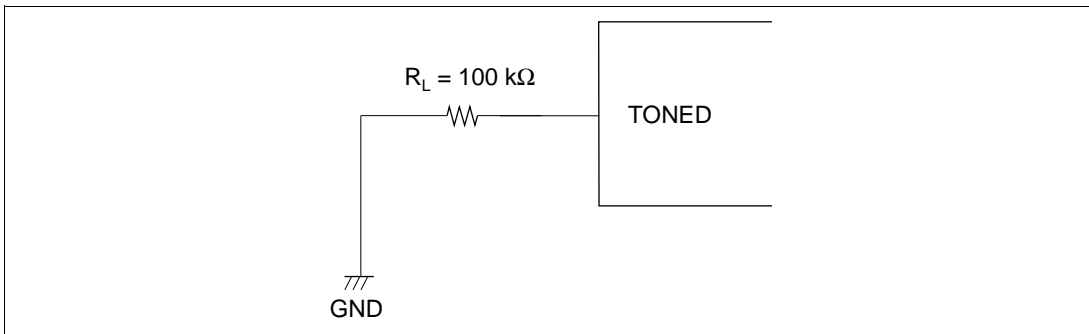 R_L = 100 kΩ
TONED
GND